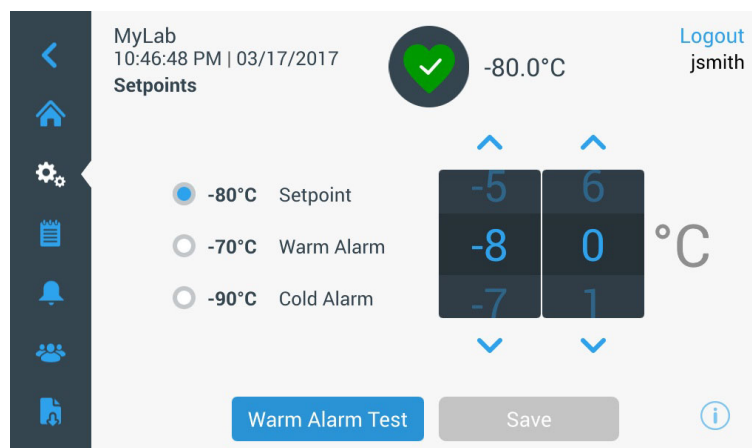 MyLab
10:46:48 PM | 03/17/2017
Setpoints
-80.0°C
Logout
jsmith
-80°C Setpoint
-70°C Warm Alarm
-90°C Cold Alarm
-5 6
-8 0 °C
-7 1
Warm Alarm Test
Save
i